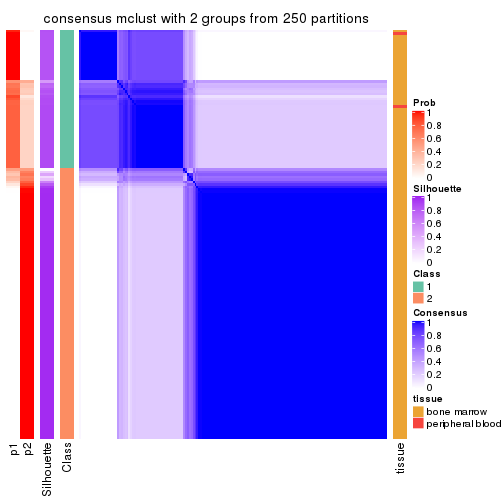 consensus mclust with 2 groups from 250 partitions
Prob
1
0.8
0.6
0.4
0.2
0
Silhouette
1
0.8
0.6
0.4
0.2
0
Class
1
2
Consensus
1
0.8
0.6
0.4
0.2
0
tissue
bone marrow
peripheral blood
p1
p2
Silhouette
Class
tissue